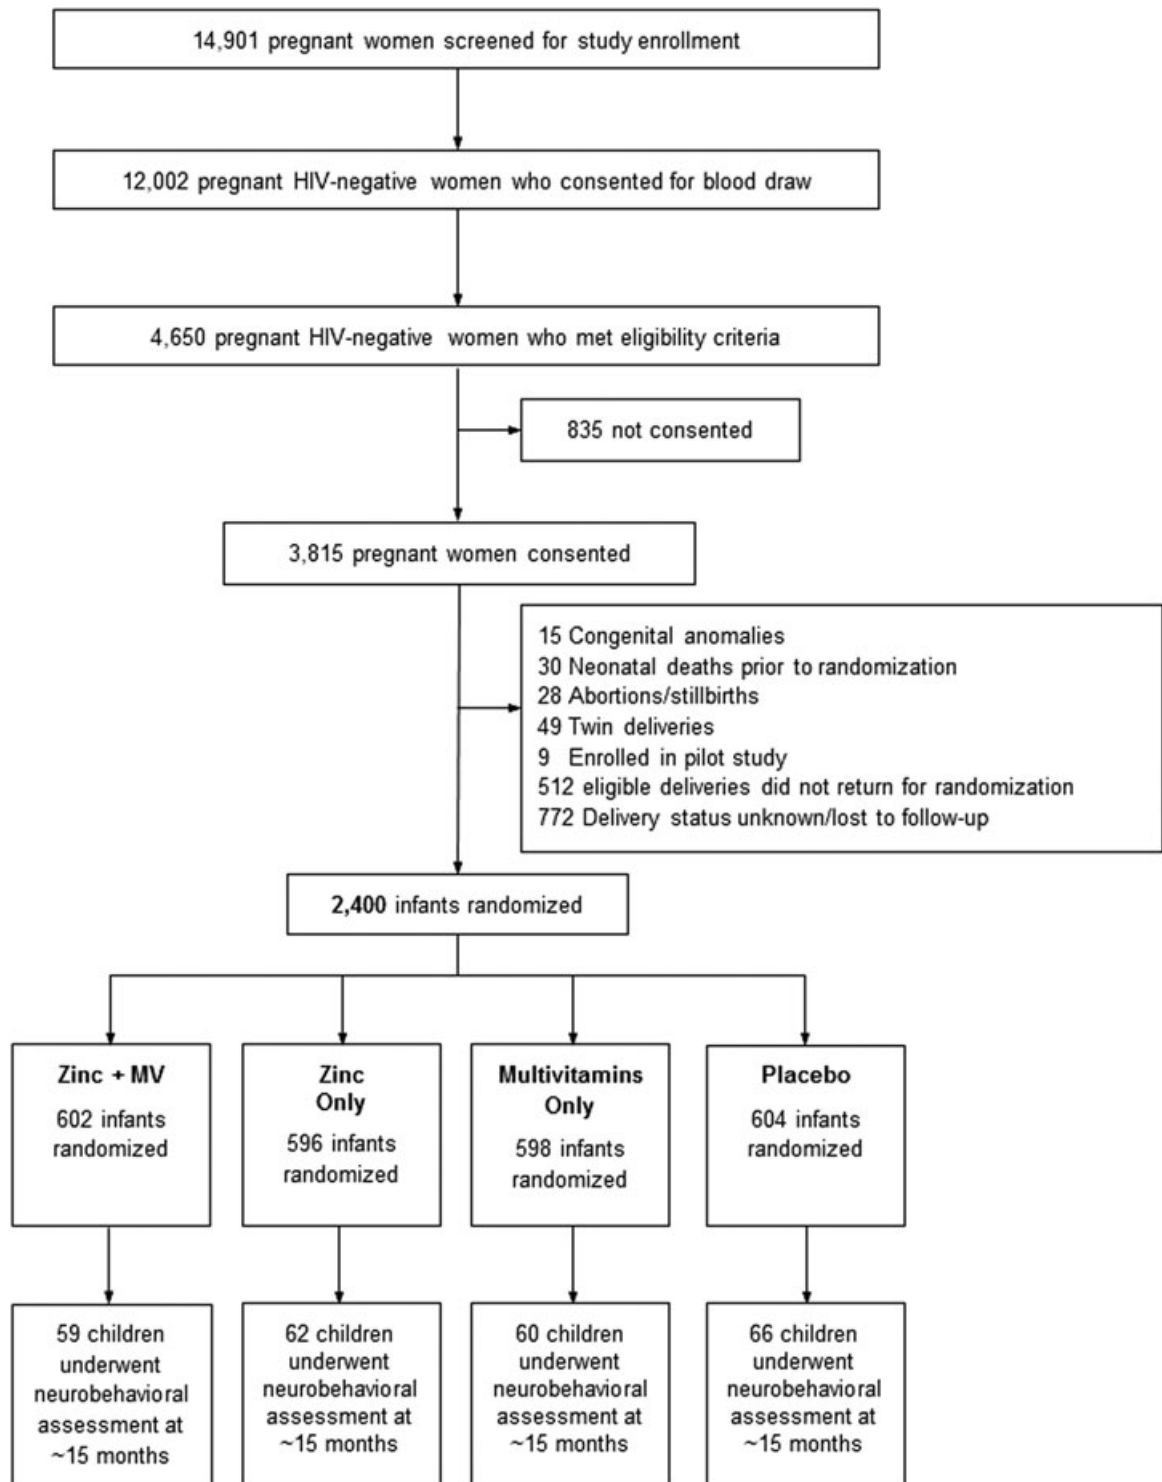 14,901 pregnant women screened for study enrollment
12,002 pregnant HIV-negative women who consented for blood draw
4,650 pregnant HIV-negative women who met eligibility criteria
835 not consented
3,815 pregnant women consented
15 Congenital anomalies
30 Neonatal deaths prior to randomization
28 Abortions/stillbirths
49 Twin deliveries
9 Enrolled in pilot study
512 eligible deliveries did not return for randomization
772 Delivery status unknown/lost to follow-up
2,400 infants randomized
Zinc + MV
602 infants
randomized
Zinc
Only
596 infants
randomized
Multivitamins
Only
598 infants
randomized
Placebo
604 infants
randomized
59 children
underwent
neurobehavioral
assessment at
~15 months
62 children
underwent
neurobehavioral
assessment at
~15 months
60 children
underwent
neurobehavioral
assessment at
~15 months
66 children
underwent
neurobehavioral
assessment at
~15 months